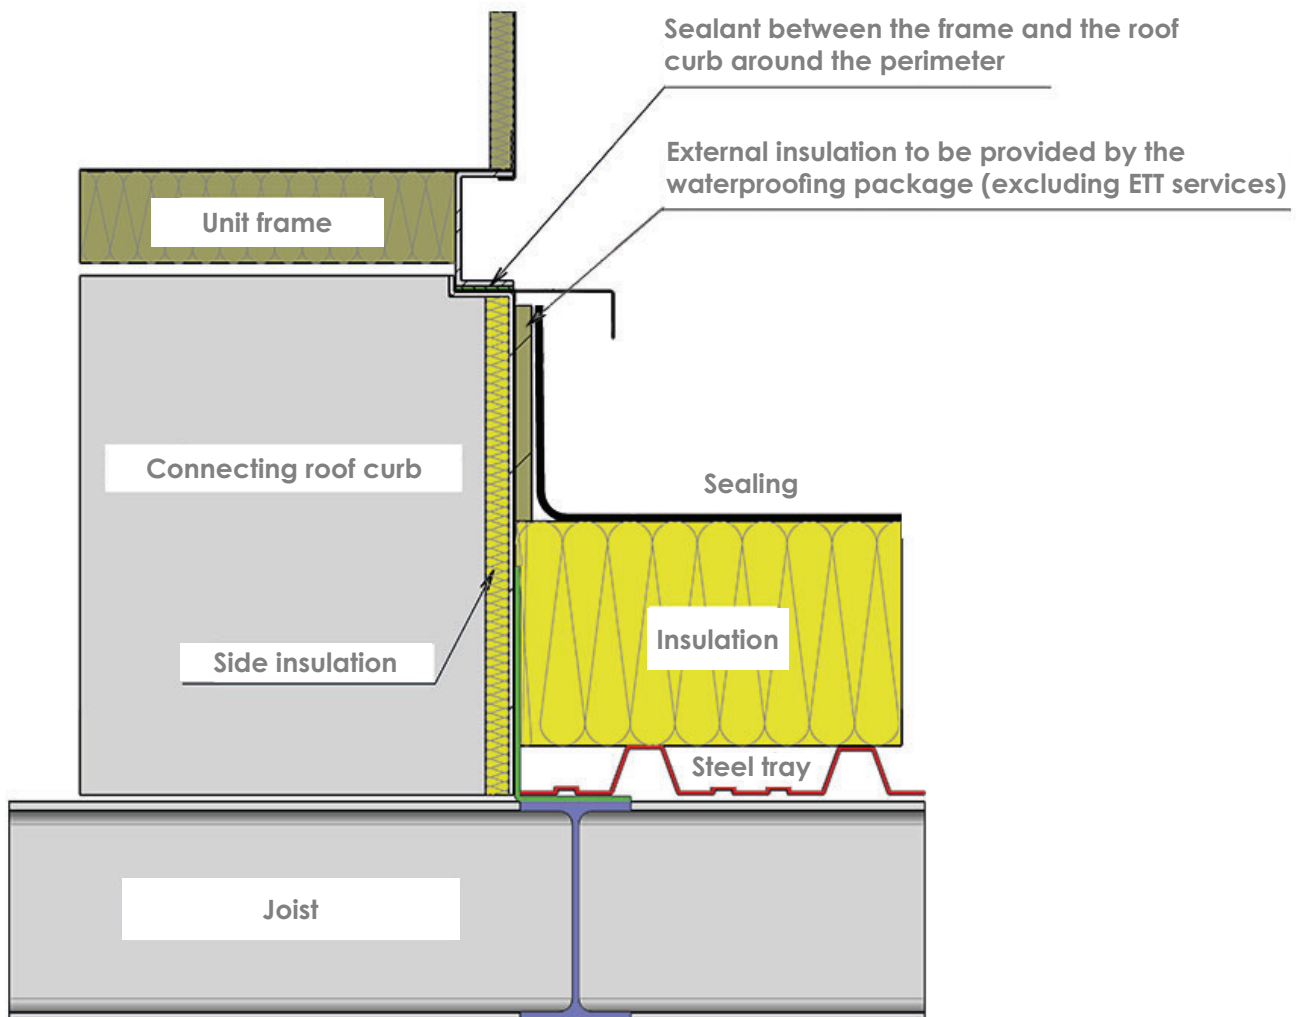 Sealant between the frame and the roof
curb around the perimeter
External insulation to be provided by the
waterproofing package (excluding ETT services)
Unit frame
Connecting roof curb
Sealing
Side insulation
Insulation
Steel tray
Joist